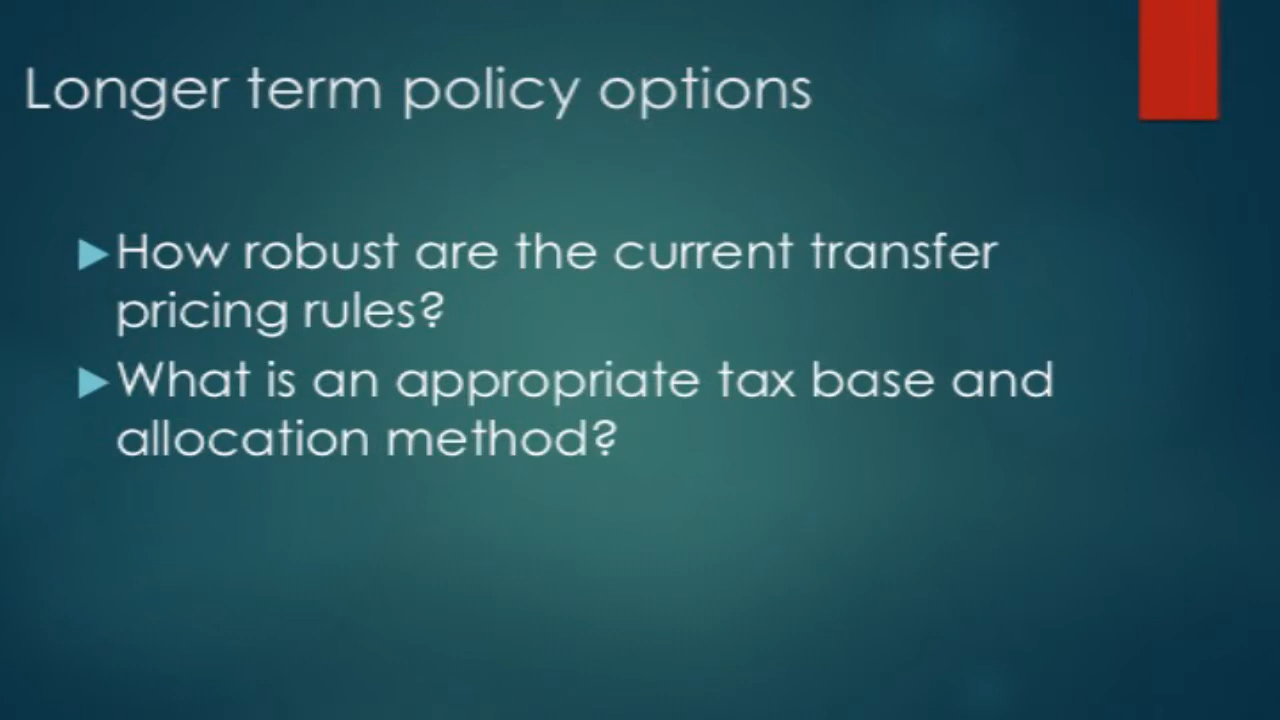 Longer term policy options
How robust are the current transfer
pricing rules?
What is an appropriate tax base and
allocation method?